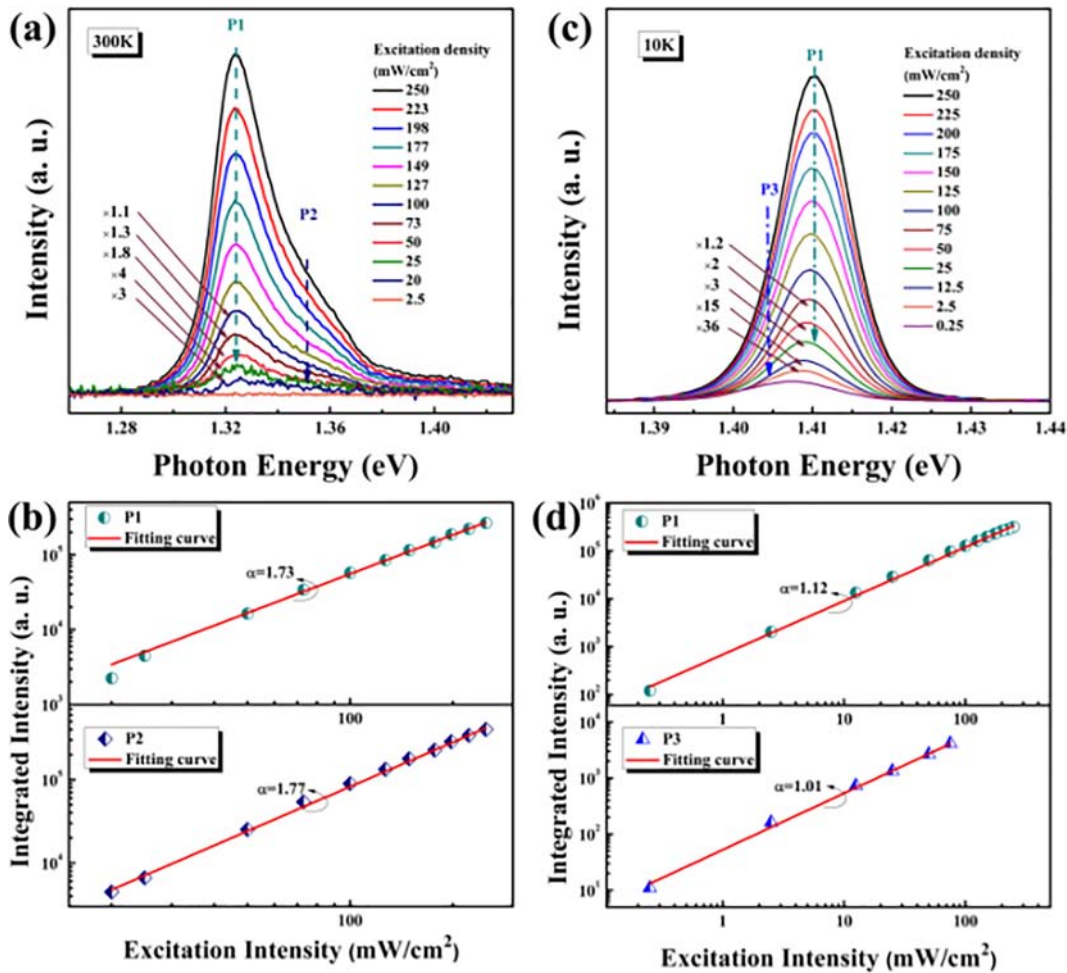 (a)
300K
P1
P2
Excitation density
(mW/cm²)
250
223
198
177
149
127
100
73
50
25
20
2.5
×1.1
×1.3
×1.8
×4
×3
Intensity (a. u.)
1.28
1.32
1.36
1.40
Photon Energy (eV)
(c)
10K
P1
P3
Excitation density
(mW/cm²)
250
225
200
175
150
125
100
75
50
25
12.5
2.5
0.25
×1.2
×2
×3
×15
×36
Intensity (a. u.)
1.39
1.40
1.41
1.42
1.43
1.44
Photon Energy (eV)
(b)
P1
Fitting curve
α=1.73
10⁵
10⁴
10³
100
P2
Fitting curve
α=1.77
10⁵
10⁴
100
Integrated Intensity (a. u.)
Excitation Intensity (mW/cm²)
(d)
P1
Fitting curve
α=1.12
10⁶
10⁵
10⁴
10³
10²
1
10
100
P3
Fitting curve
α=1.01
10⁴
10³
10²
10¹
1
10
100
Integrated Intensity (a. u.)
Excitation Intensity (mW/cm²)